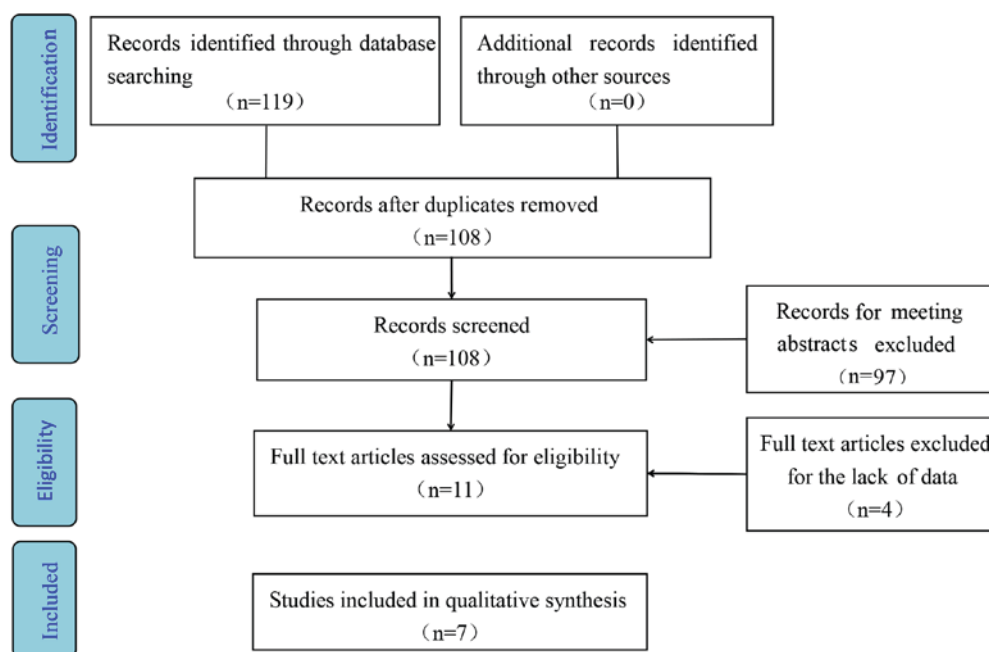 Identification
Records identified through database
searching
（n=119）
Additional records identified
through other sources
（n=0）
Records after duplicates removed
（n=108）
Screening
Records screened
（n=108）
Records for meeting
abstracts excluded
（n=97）
Eligibility
Full text articles assessed for eligibility
（n=11）
Full text articles excluded
for the lack of data
（n=4）
Included
Studies included in qualitative synthesis
（n=7）